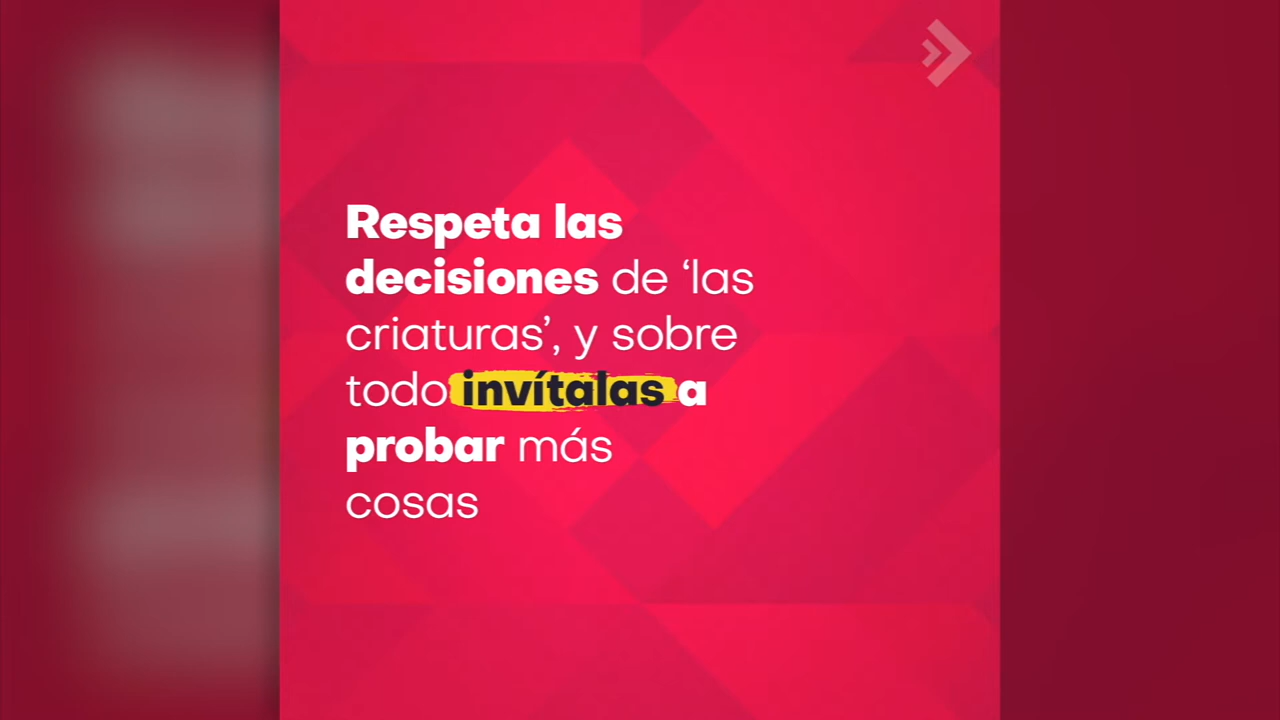 Respeta las
decisiones de ‘las
criaturas’, y sobre
todo invítalas a
probar más
cosas